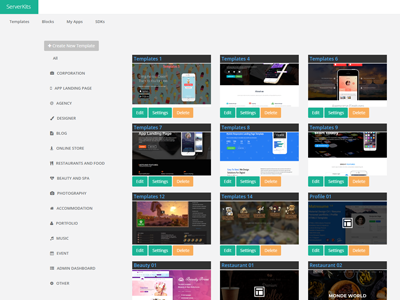 ServerKits
Templates Blocks My Apps SDKs
Create New Template
All
CORPORATION
APP LANDING PAGE
AGENCY
DESIGNER
BLOG
ONLINE STORE
RESTAURANTS AND FOOD
BEAUTY AND SPA
PHOTOGRAPHY
ACCOMMODATION
PORTFOLIO
MUSIC
EVENT
ADMIN DASHBOARD
OTHER
Templates 1 Templates 4 Templates 6
Edit Settings Delete Edit Settings Delete Edit Settings Delete
Templates 7 Templates 8 Templates 9
App Landing Page
Edit Settings Delete Edit Settings Delete Edit Settings Delete
Templates 12 Templates 14 Profile 01
Edit Settings Delete Edit Settings Delete Edit Settings Delete
Beauty 01 Restaurant 01 Restaurant 02
MONDE WORLD